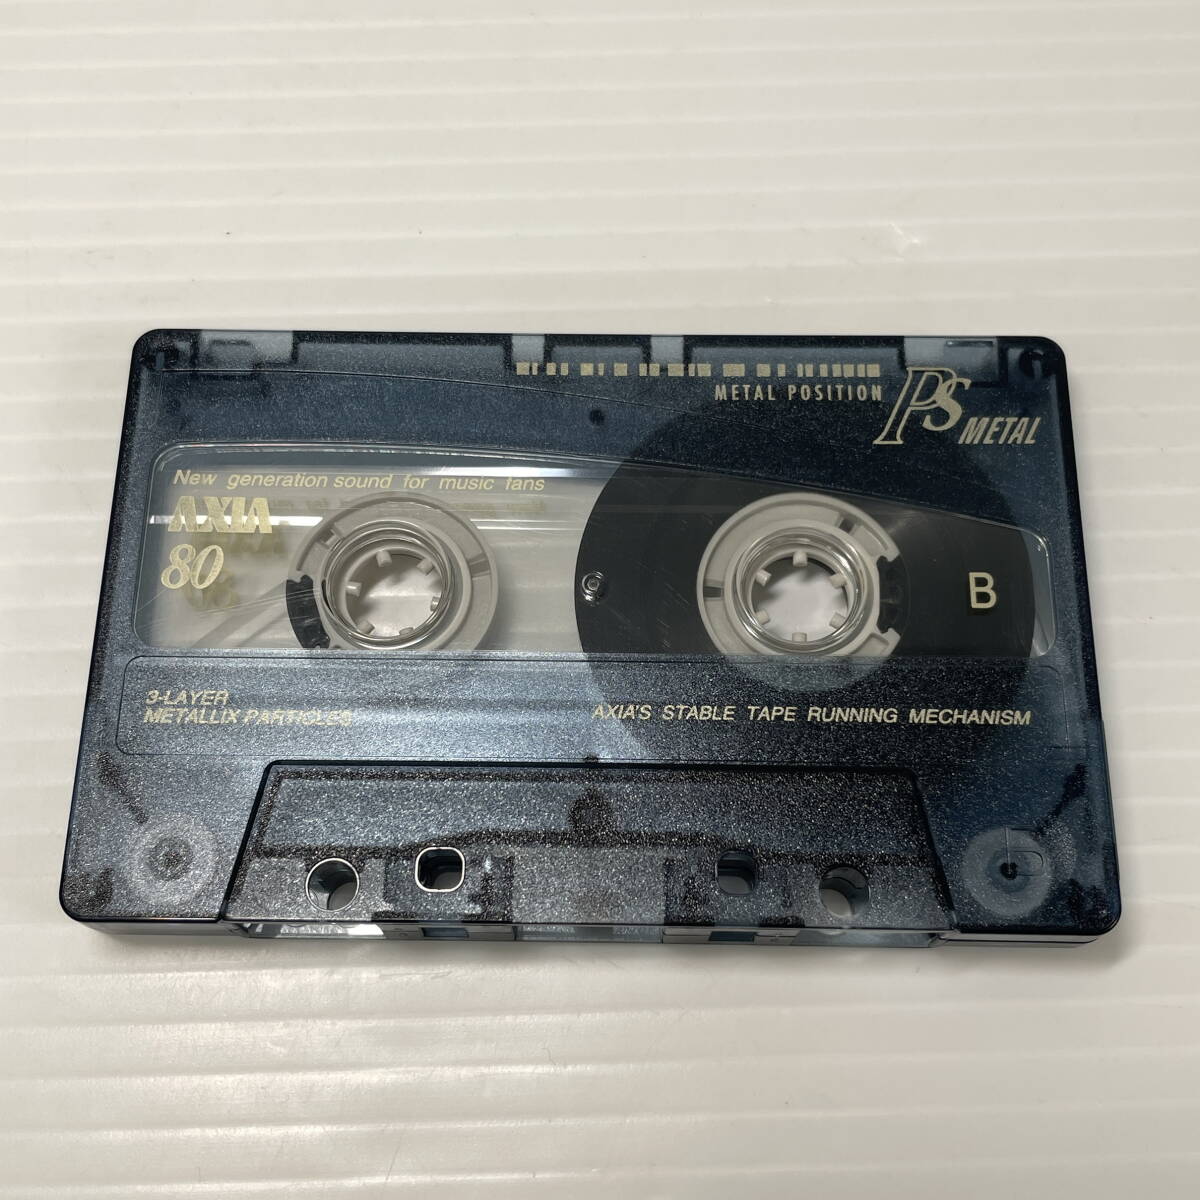 METAL POSITION
PS METAL
New generation sound for music fans
AXIA
80
B
3-LAYER
METALLIX PARTICLES
AXIA'S STABLE TAPE RUNNING MECHANISM